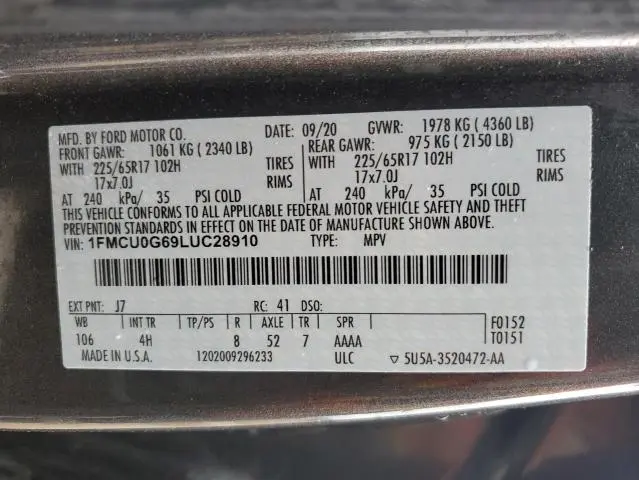 MFD. BY FORD MOTOR CO. DATE: 09/20 GVWR: 1978 KG ( 4360 LB)
FRONT GAWR: 1061 KG ( 2340 LB) REAR GAWR: 975 KG ( 2150 LB)
WITH 225/65R17 102H TIRES WITH 225/65R17 102H TIRES
17x7.0J RIMS 17x7.0J RIMS
AT 240 kPa/ 35 PSI COLD AT 240 kPa/ 35 PSI COLD
THIS VEHICLE CONFORMS TO ALL APPLICABLE FEDERAL MOTOR VEHICLE SAFETY AND THEFT
PREVENTION STANDARDS IN EFFECT ON THE DATE OF MANUFACTURE SHOWN ABOVE.
VIN: 1FMCU0G69LUC28910 TYPE: MPV
EXT PNT: J7 RC: 41 DSO:
WB INT TR TP/PS R AXLE TR SPR F0152
106 4H 8 52 7 AAAA T0151
MADE IN U.S.A. 1202009296233 ULC ▽ 5U5A-3520472-AA